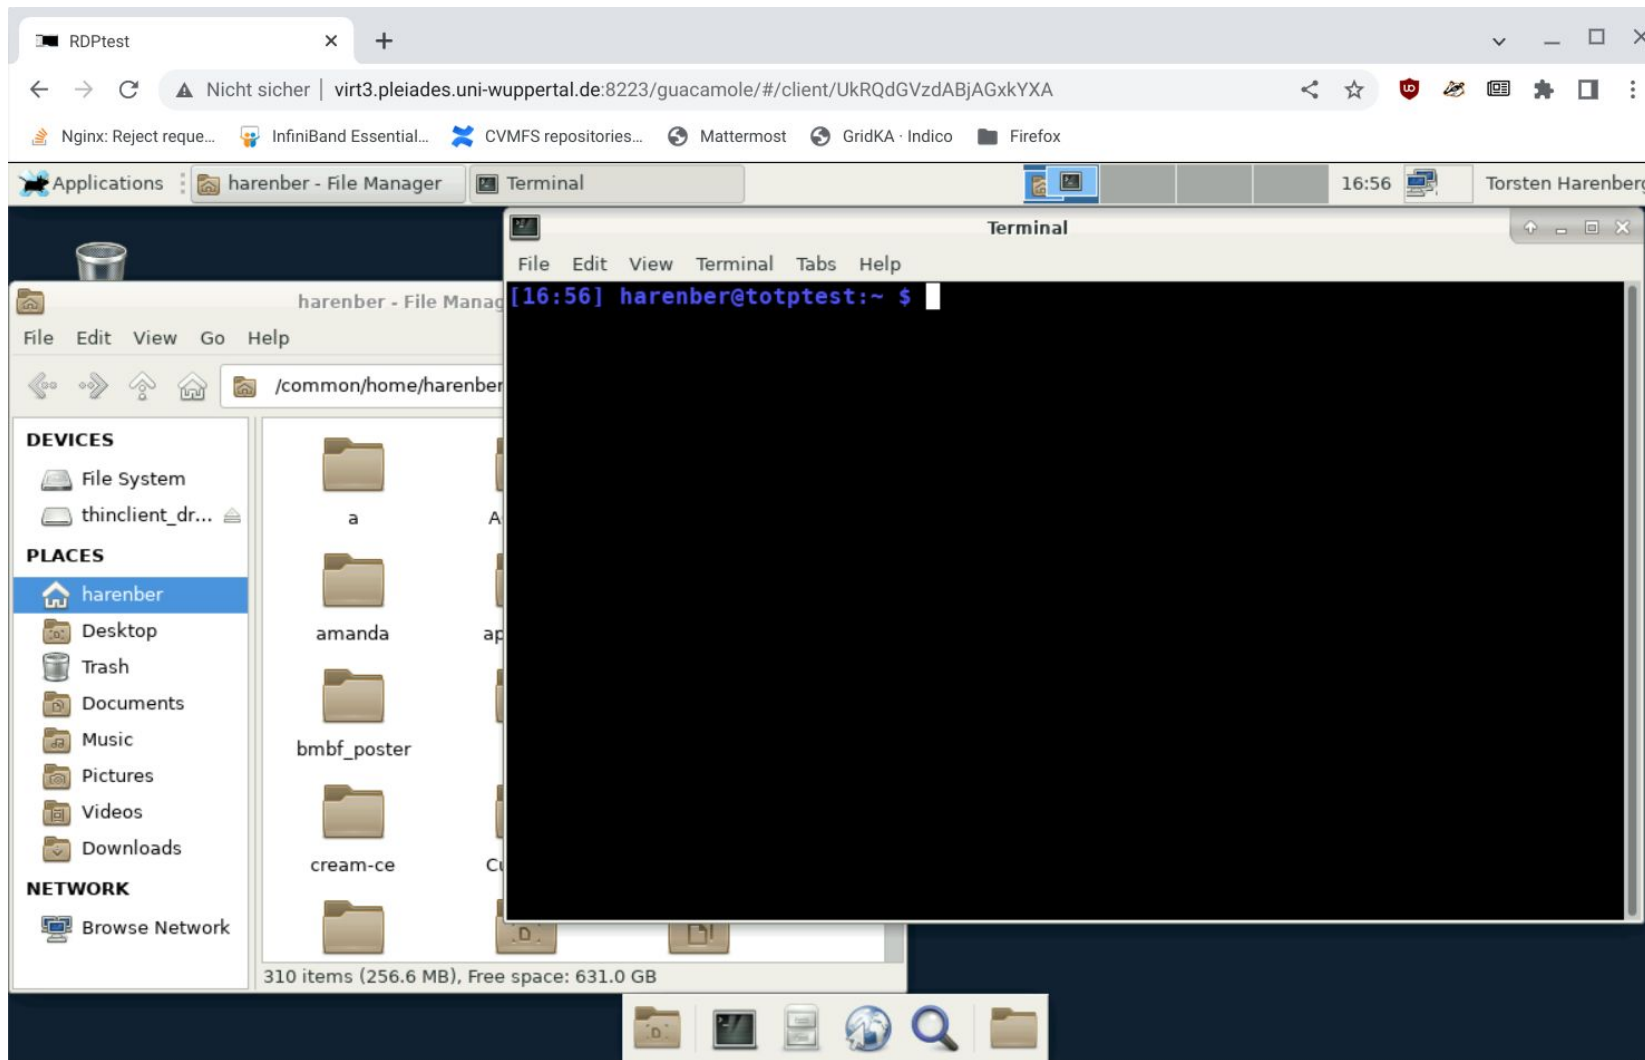 RDPtest
Nicht sicher | virt3.pleiades.uni-wuppertal.de:8223/guacamole/#/client/UkRQdGVzdABjAGxkYXA
Nginx: Reject reque... InfiniBand Essential... CVMFS repositories... Mattermost GridKA · Indico Firefox
Applications harenber - File Manager Terminal 16:56 Torsten Harenberg
Terminal
File Edit View Terminal Tabs Help
[16:56] harenber@totptest:~ $
harenber - File Manag
File Edit View Go Help
/common/home/harenber
DEVICES
File System
thinclient_dr...
PLACES
harenber
Desktop
Trash
Documents
Music
Pictures
Videos
Downloads
NETWORK
Browse Network
a A
amanda ap
bmbf_poster
cream-ce
310 items (256.6 MB), Free space: 631.0 GB